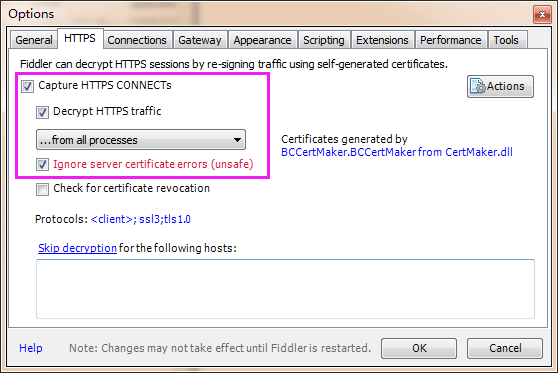 Options
General HTTPS Connections Gateway Appearance Scripting Extensions Performance Tools
Fiddler can decrypt HTTPS sessions by re-signing traffic using self-generated certificates.
Capture HTTPS CONNECTs
Actions
Decrypt HTTPS traffic
...from all processes
Certificates generated by
BCCertMaker.BCCertMaker from CertMaker.dll
Ignore server certificate errors (unsafe)
Check for certificate revocation
Protocols: <client>; ssl3;tls1.0
Skip decryption for the following hosts:
Help Note: Changes may not take effect until Fiddler is restarted. OK Cancel